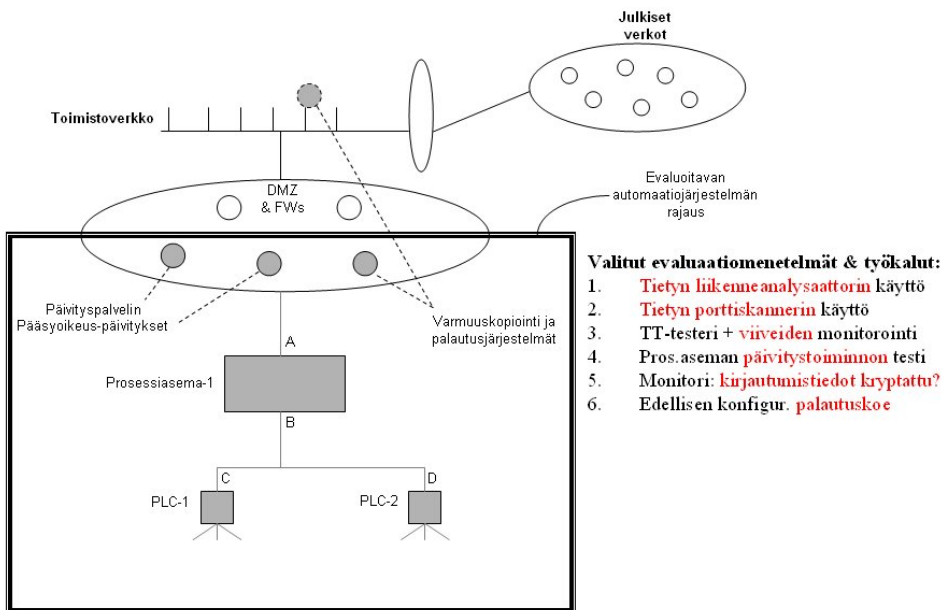 Julkiset
verkot
Toimistoverkko
DMZ
& FWs
Evaluoitavan
automaatiojärjestelmän
rajaus
Päivityspalvelin
Pääsyoikeus-päivitykset
Varmuuskopiointi ja
palautusjärjestelmät
A
Prosessiasema-1
B
C
D
PLC-1
PLC-2
Valitut evaluaatiomenetelmät & työkalut:
1. Tietyn liikenneanalysaattorin käyttö
2. Tietyn porttiskannerin käyttö
3. TT-testeri + viiveiden monitorointi
4. Pros.aseman päivitystoiminnon testi
5. Monitori: kirjautumistiedot kryptattu?
6. Edellisen konfigur. palautuskoe